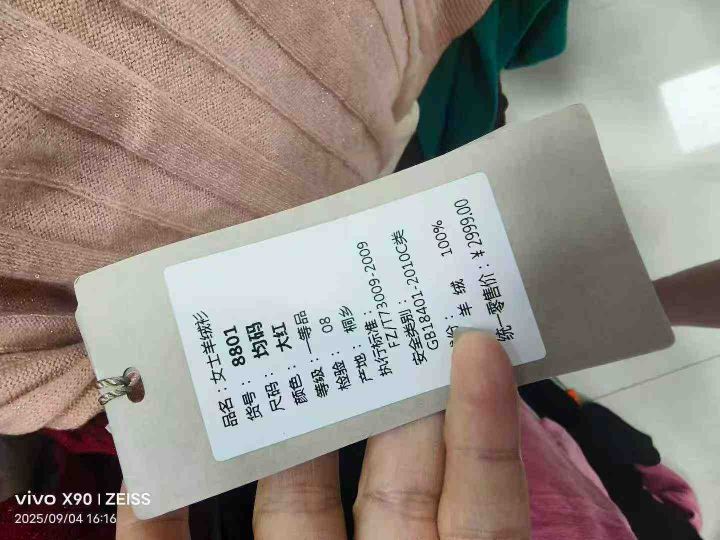 品名：女士羊绒衫
货号：8801
尺码：均码
颜色：大红
等级：一等品
检验：08
产地：桐乡
执行标准：
FZ/T73009-2009
安全类别：
GB18401-2010C类
份：羊绒 100%
统一零售价：¥2999.00
vivo X90 | ZEISS
2025/09/04 16:16